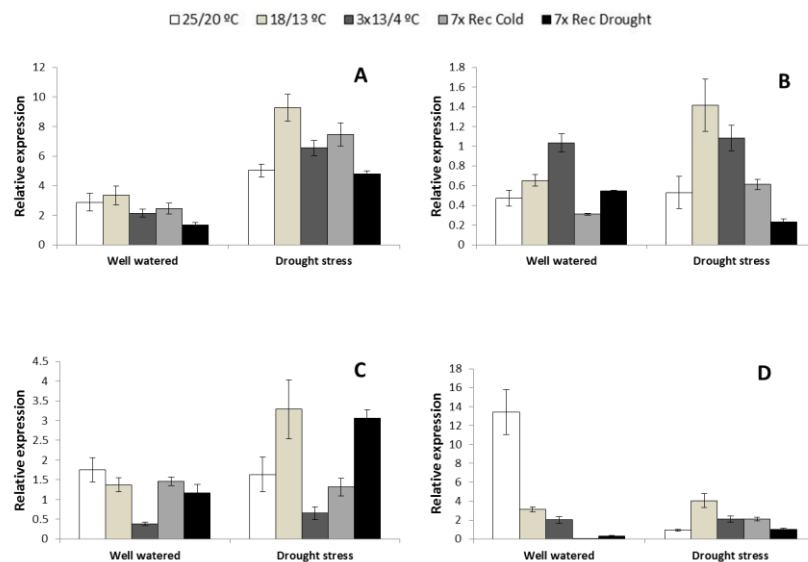 25/20 ºC 18/13 ºC 3x13/4 ºC 7x Rec Cold 7x Rec Drought
A
Relative expression
12
10
8
6
4
2
0
Well watered Drought stress
B
Relative expression
1.8
1.6
1.4
1.2
1
0.8
0.6
0.4
0.2
0
Well watered Drought stress
C
Relative expression
4.5
4
3.5
3
2.5
2
1.5
1
0.5
0
Well watered Drought stress
D
Relative expression
18
16
14
12
10
8
6
4
2
0
Well watered Drought stress